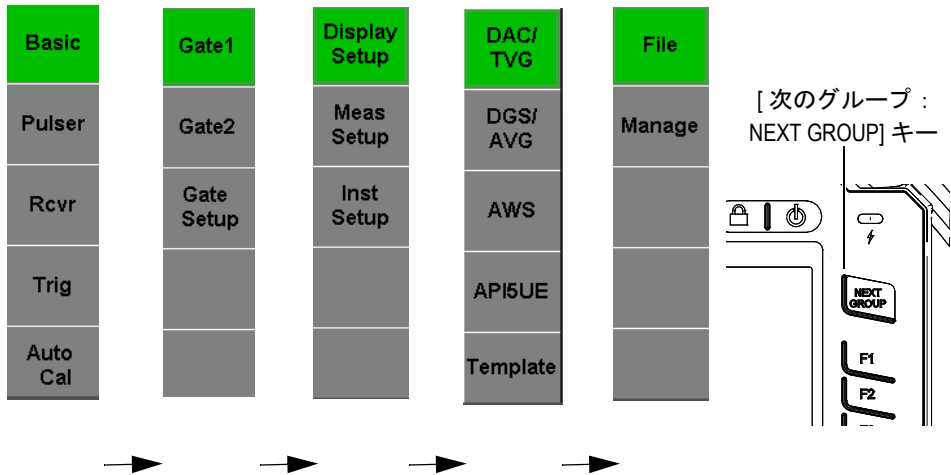 Basic
Pulser
Rcvr
Trig
Auto
Cal
Gate1
Gate2
Gate
Setup
Display
Setup
Meas
Setup
Inst
Setup
DAC/
TVG
DGS/
AVG
AWS
API5UE
Template
File
Manage
[ 次のグループ :
NEXT GROUP] キー
NEXT
GROUP
F1
F2